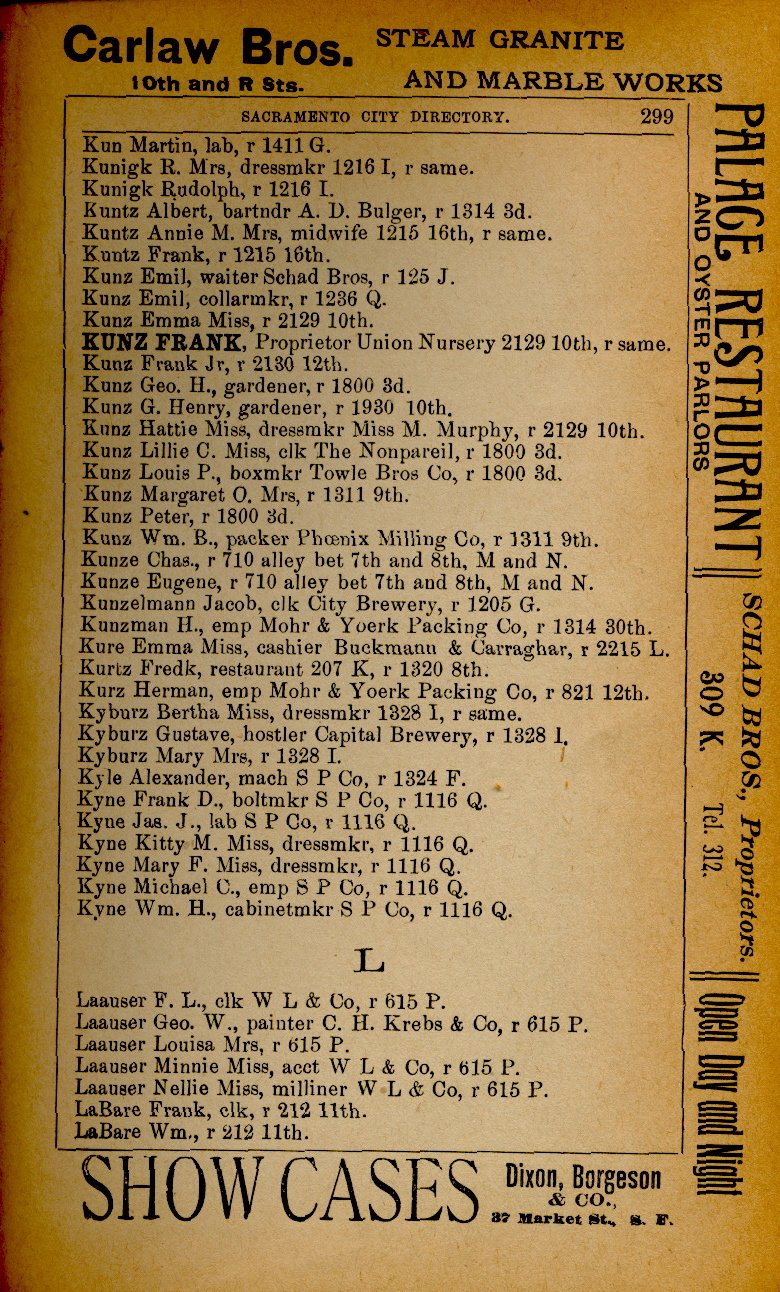 Carlaw Bros. STEAM GRANITE
10th and R Sts. AND MARBLE WORKS
SACRAMENTO CITY DIRECTORY. 299
Kun Martin, lab, r 1411 G.
Kunigk R. Mrs, dressmkr 1216 I, r same.
Kunigk Rudolph, r 1216 I.
Kuntz Albert, bartndr A. D. Bulger, r 1314 3d.
Kuntz Annie M. Mrs, midwife 1215 16th, r same.
Kuntz Frank, r 1215 16th.
Kunz Emil, waiter Schad Bros, r 125 J.
Kunz Emil, collarmkr, r 1236 Q.
Kunz Emma Miss, r 2129 10th.
KUNZ FRANK, Proprietor Union Nursery 2129 10th, r same.
Kunz Frank Jr, r 2130 12th.
Kunz Geo. H., gardener, r 1800 3d.
Kunz G. Henry, gardener, r 1930 10th.
Kunz Hattie Miss, dressmkr Miss M. Murphy, r 2129 10th.
Kunz Lillie C. Miss, clk The Nonpareil, r 1800 3d.
Kunz Louis P., boxmkr Towle Bros Co, r 1800 3d.
Kunz Margaret O. Mrs, r 1311 9th.
Kunz Peter, r 1800 3d.
Kunz Wm. B., packer Phœnix Milling Co, r 1311 9th.
Kunze Chas., r 710 alley bet 7th and 8th, M and N.
Kunze Eugene, r 710 alley bet 7th and 8th, M and N.
Kunzelmann Jacob, clk City Brewery, r 1205 G.
Kunzman H., emp Mohr & Yoerk Packing Co, r 1314 30th.
Kure Emma Miss, cashier Buckmann & Carraghar, r 2215 L.
Kurtz Fredk, restaurant 207 K, r 1320 8th.
Kurz Herman, emp Mohr & Yoerk Packing Co, r 821 12th.
Kyburz Bertha Miss, dressmkr 1328 I, r same.
Kyburz Gustave, hostler Capital Brewery, r 1328 I.
Kyburz Mary Mrs, r 1328 I.
Kyle Alexander, mach S P Co, r 1324 F.
Kyne Frank D., boltmkr S P Co, r 1116 Q.
Kyne Jas. J., lab S P Co, r 1116 Q.
Kyne Kitty M. Miss, dressmkr, r 1116 Q.
Kyne Mary F. Miss, dressmkr, r 1116 Q.
Kyne Michael C., emp S P Co, r 1116 Q.
Kyne Wm. H., cabinetmkr S P Co, r 1116 Q.
L
Laauser F. L., clk W L & Co, r 615 P.
Laauser Geo. W., painter C. H. Krebs & Co, r 615 P.
Laauser Louisa Mrs, r 615 P.
Laauser Minnie Miss, acct W L & Co, r 615 P.
Laauser Nellie Miss, milliner W L & Co, r 615 P.
LaBare Frank, clk, r 212 11th.
LaBare Wm., r 212 11th.
PALACE RESTAURANT
AND OYSTER PARLORS
SCHAD BROS., Proprietors.
309 K. Tel. 312.
Open Day and Night
SHOW CASES Dixon, Borgeson
& CO.,
37 Market St., S. F.